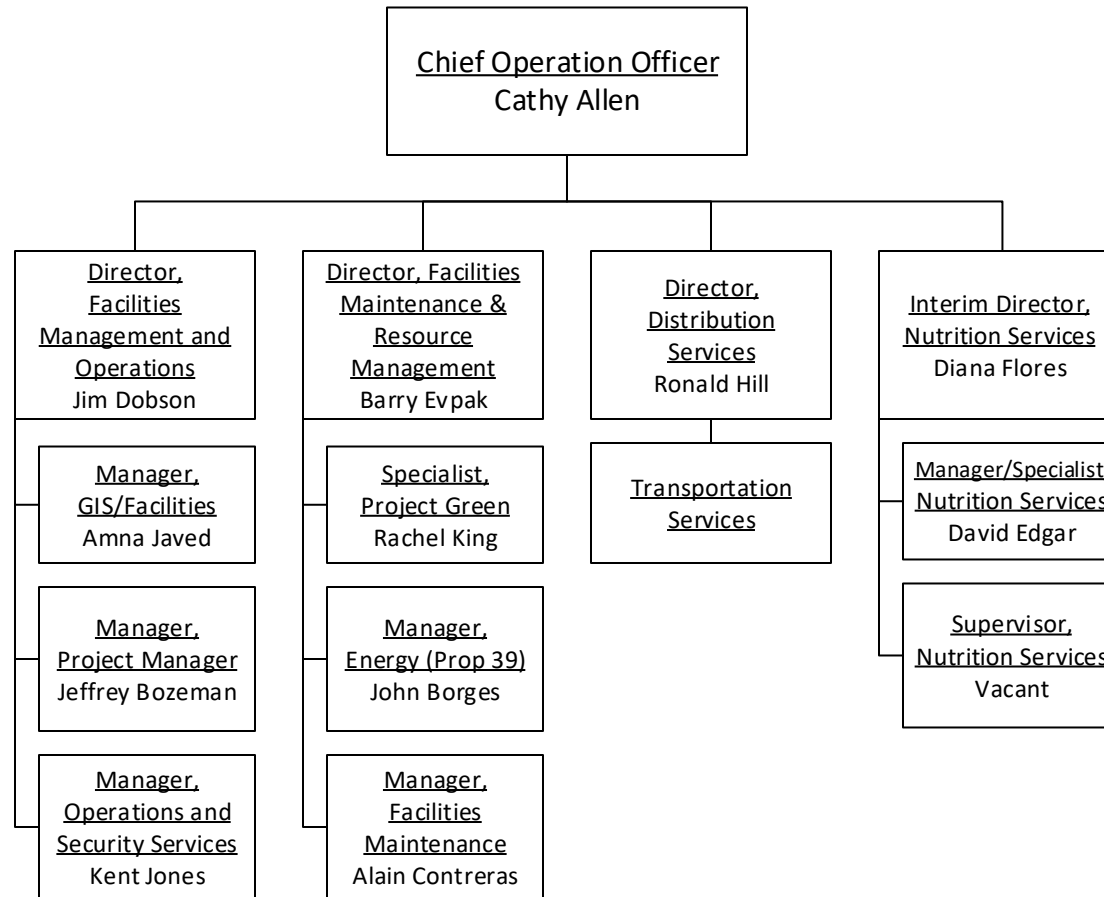 Chief Operation Officer
Cathy Allen
Director,
Facilities
Management and
Operations
Jim Dobson
Manager,
GIS/Facilities
Amna Javed
Manager,
Project Manager
Jeffrey Bozeman
Manager,
Operations and
Security Services
Kent Jones
Director, Facilities
Maintenance &
Resource
Management
Barry Evpak
Specialist,
Project Green
Rachel King
Manager,
Energy (Prop 39)
John Borges
Manager,
Facilities
Maintenance
Alain Contreras
Director,
Distribution
Services
Ronald Hill
Transportation
Services
Interim Director,
Nutrition Services
Diana Flores
Manager/Specialist
Nutrition Services
David Edgar
Supervisor,
Nutrition Services
Vacant